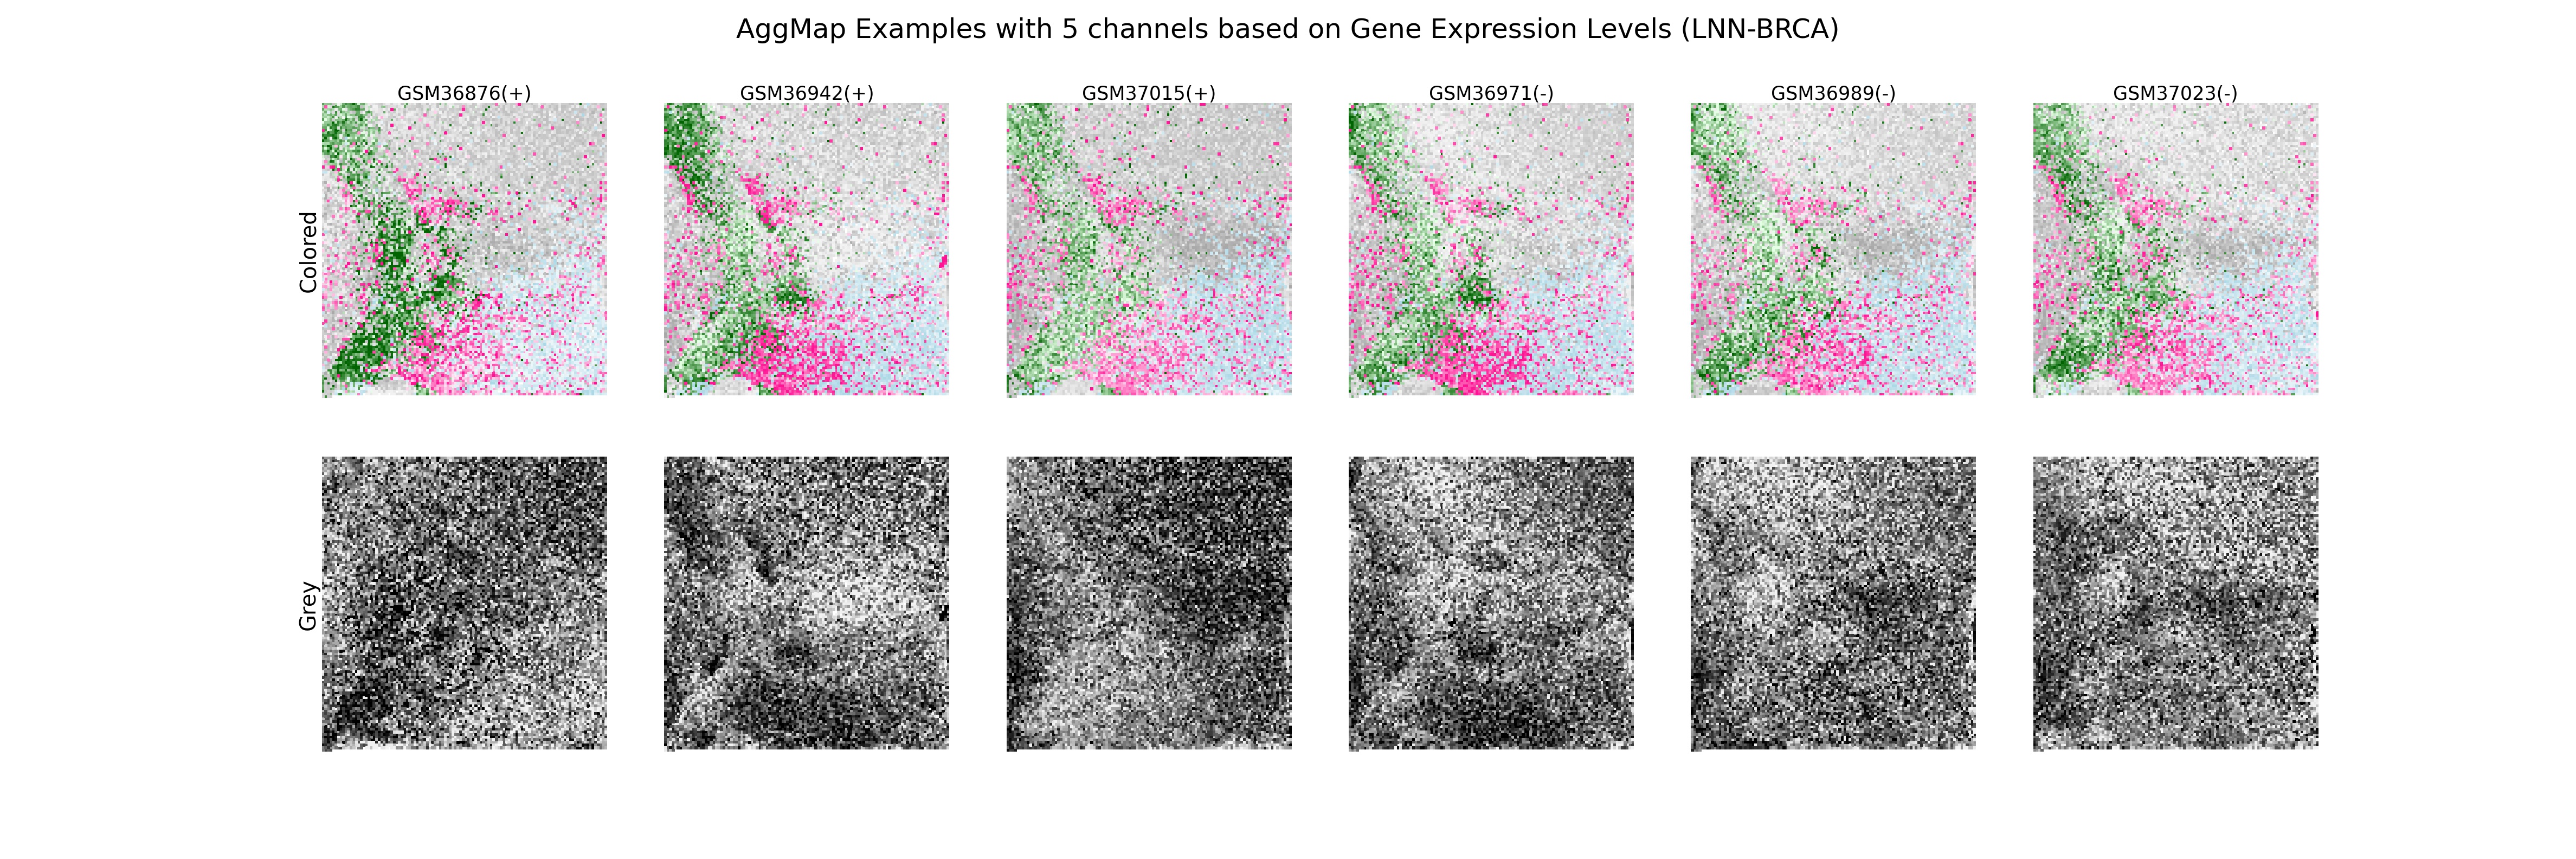 AggMap Examples with 5 channels based on Gene Expression Levels (LNN-BRCA)
GSM36876(+) GSM36942(+) GSM37015(+) GSM36971(-) GSM36989(-) GSM37023(-)
Colored
Grey